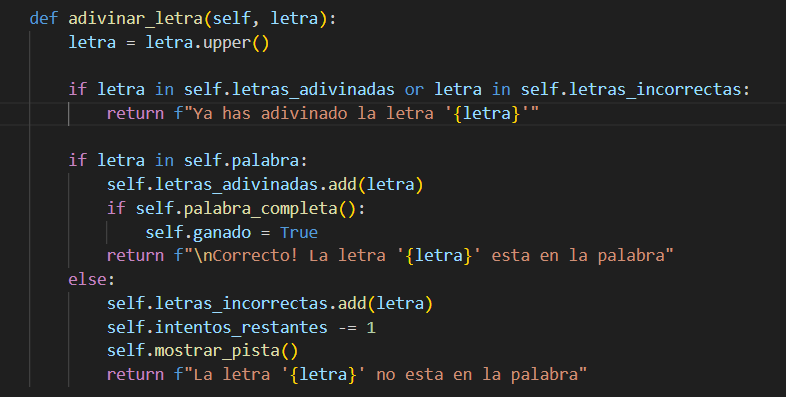 def adivinar_letra(self, letra):
    letra = letra.upper()

    if letra in self.letras_adivinadas or letra in self.letras_incorrectas:
        return f"Ya has adivinado la letra '{letra}'"

    if letra in self.palabra:
        self.letras_adivinadas.add(letra)
        if self.palabra_completa():
            self.ganado = True
        return f"\nCorrecto! La letra '{letra}' esta en la palabra"
    else:
        self.letras_incorrectas.add(letra)
        self.intentos_restantes -= 1
        self.mostrar_pista()
        return f"La letra '{letra}' no esta en la palabra"